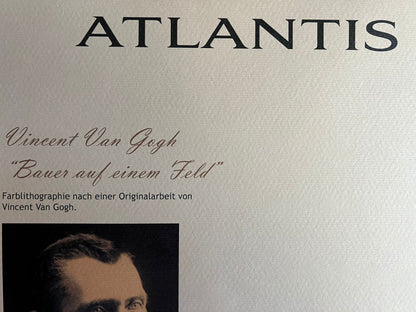 ATLANTIS
Vincent Van Gogh
"Bauer auf einem Feld"
Farblithographie nach einer Originalarbeit von
Vincent Van Gogh.